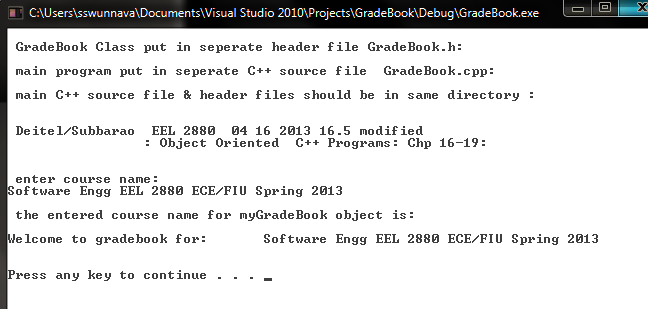 C:\Users\sswunnava\Documents\Visual Studio 2010\Projects\GradeBook\Debug\GradeBook.exe
GradeBook Class put in seperate header file GradeBook.h:
main program put in seperate C++ source file  GradeBook.cpp:
main C++ source file & header files should be in same directory :
Deitel/Subbarao  EEL 2880  04 16 2013 16.5 modified
: Object Oriented  C++ Programs: Chp 16-19:
enter course name:
Software Engg EEL 2880 ECE/FIU Spring 2013
the entered course name for myGradeBook object is:
Welcome to gradebook for:       Software Engg EEL 2880 ECE/FIU Spring 2013
Press any key to continue . . . _